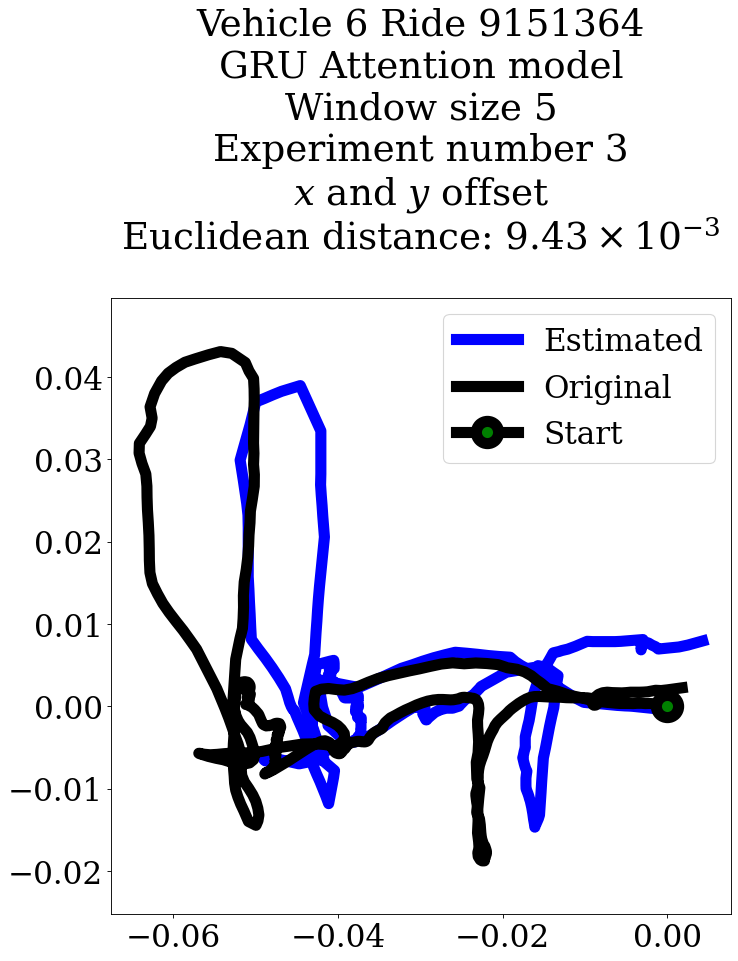 Vehicle 6 Ride 9151364
GRU Attention model
Window size 5
Experiment number 3
x and y offset
Euclidean distance: 9.43 × 10⁻³
Estimated
Original
Start
0.04
0.03
0.02
0.01
0.00
−0.01
−0.02
−0.06 −0.04 −0.02 0.00